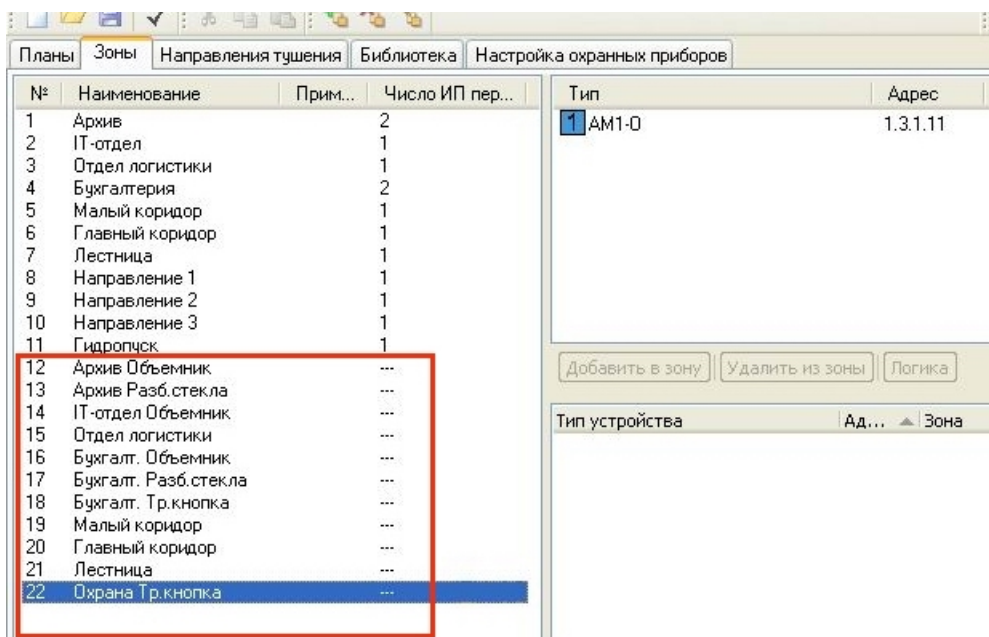 Планы Зоны Направления тушения Библиотека Настройка охранных приборов
№ Наименование Прим... Число ИП пер... Тип Адрес
1 Архив 2 1 АМ1-О 1.3.1.11
2 IT-отдел 1
3 Отдел логистики 1
4 Бухгалтерия 2
5 Малый коридор 1
6 Главный коридор 1
7 Лестница 1
8 Направление 1 1
9 Направление 2 1
10 Направление 3 1
11 Гидропуск 1
12 Архив Объемник ---
Добавить в зону Удалить из зоны Логика
13 Архив Разб.стекла ---
14 IT-отдел Объемник ---
Тип устройства Ад... Зона
15 Отдел логистики ---
16 Бухгалт. Объемник ---
17 Бухгалт. Разб.стекла ---
18 Бухгалт. Тр.кнопка ---
19 Малый коридор ---
20 Главный коридор ---
21 Лестница ---
22 Охрана Тр.кнопка ---